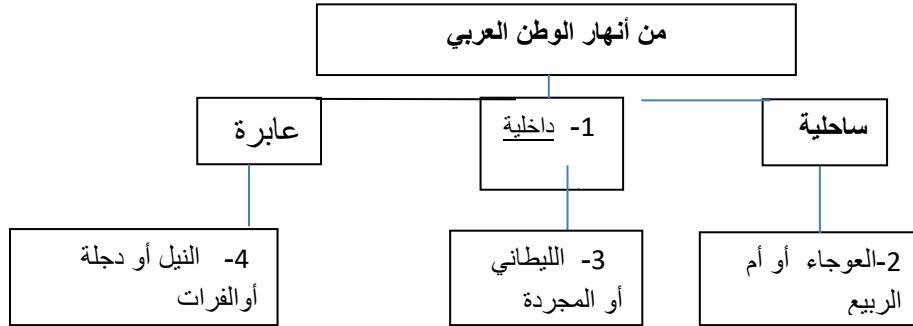 من أنهار الوطن العربي
ساحلية
1- داخلية
عابرة
2-العوجاء أو أم
الربيع
3- الليطاني
أو المجردة
4- النيل أو دجلة
أوالفرات